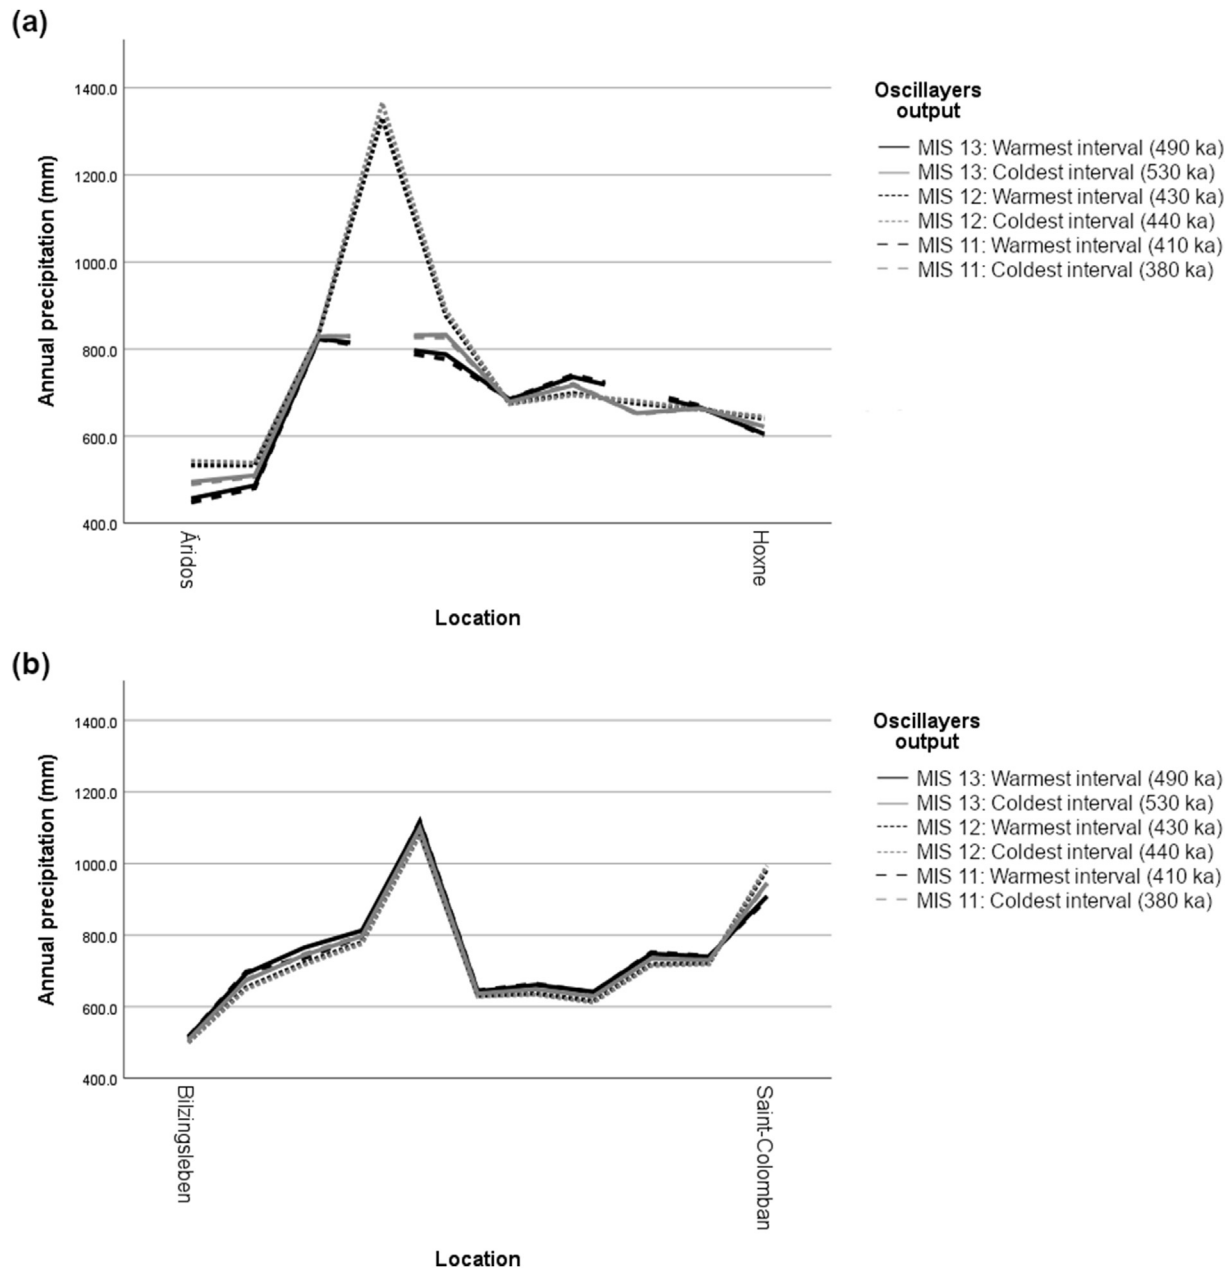 (a)
1400.0
1200.0
1000.0
800.0
600.0
400.0
Annual precipitation (mm)
Áridos
Hoxne
Location
Oscillayers
output
MIS 13: Warmest interval (490 ka)
MIS 13: Coldest interval (530 ka)
MIS 12: Warmest interval (430 ka)
MIS 12: Coldest interval (440 ka)
MIS 11: Warmest interval (410 ka)
MIS 11: Coldest interval (380 ka)
(b)
1400.0
1200.0
1000.0
800.0
600.0
400.0
Annual precipitation (mm)
Bilzingsleben
Saint-Colomban
Location
Oscillayers
output
MIS 13: Warmest interval (490 ka)
MIS 13: Coldest interval (530 ka)
MIS 12: Warmest interval (430 ka)
MIS 12: Coldest interval (440 ka)
MIS 11: Warmest interval (410 ka)
MIS 11: Coldest interval (380 ka)